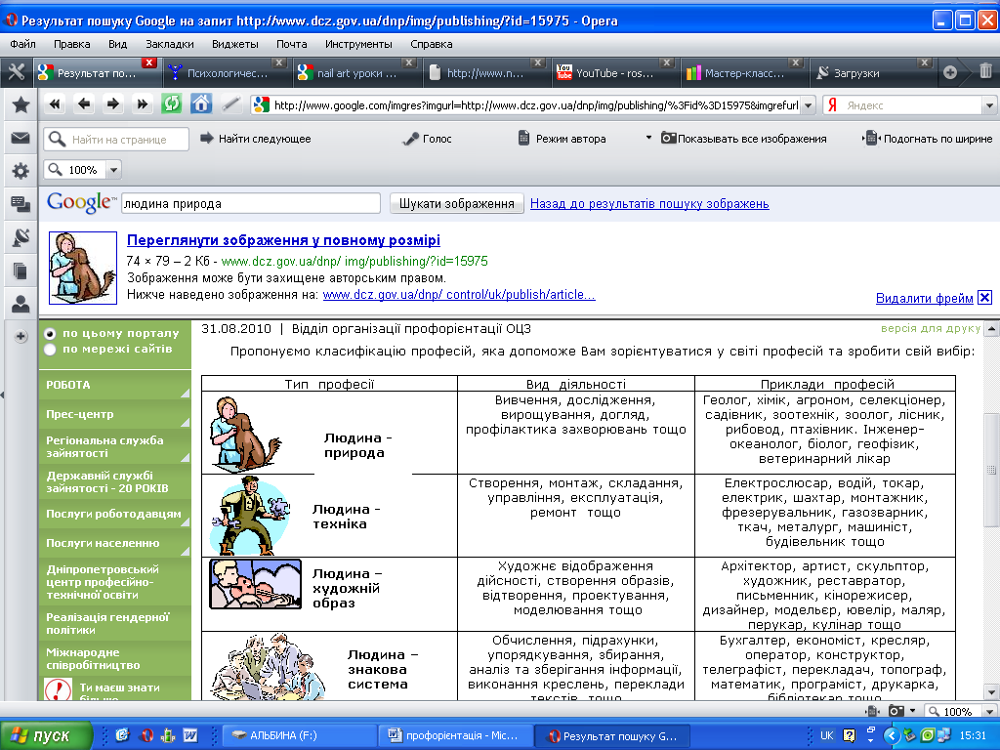 Результат пошуку Google на запит http://www.dcz.gov.ua/dnp/img/publishing/?id=15975 - Opera
Файл Правка Вид Закладки Виджеты Почта Инструменты Справка
Результат по... Психологичес... nail art уроки ... http://www.n... YouTube - ros... Мастер-класс... Загрузки
http://www.google.com/imgres?imgurl=http://www.dcz.gov.ua/dnp/img/publishing/%3Fid%3D15975&imgrefurl Яндекс
Найти на странице Найти следующее Голос Режим автора Показывать все изображения Подогнать по ширине
100%
Google людина природа Шукати зображення Назад до результатів пошуку зображень
Переглянути зображення у повному розмірі
74 × 79 – 2 Кб - www.dcz.gov.ua/dnp/ img/publishing/?id=15975
Зображення може бути захищене авторським правом.
Нижче наведено зображення на: www.dcz.gov.ua/dnp/ control/uk/publish/article...
Видалити фрейм
по цьому порталу
по мережі сайтів
РОБОТА
Прес-центр
Регіональна служба
зайнятості
Державній службі
зайнятості - 20 РОКІВ
Послуги роботодавцям
Послуги населенню
Дніпропетровський
центр професійно-
технічної освіти
Реалізація гендерної
політики
Міжнародне
співробітництво
Ти маєш знати
більше
31.08.2010 | Відділ організації профорієнтації ОЦЗ
версія для друку
Пропонуємо класифікацію професій, яка допоможе Вам зорієнтуватися у світі професій та зробити свій вибір:
Тип професії Вид діяльності Приклади професій
Людина -
природа
Вивчення, дослідження,
вирощування, догляд,
профілактика захворювань тощо
Геолог, хімік, агроном, селекціонер,
садівник, зоотехнік, зоолог, лісник,
рибовод, птахівник. Інженер-
океанолог, біолог, геофізик,
ветеринарний лікар
Людина -
техніка
Створення, монтаж, складання,
управління, експлуатація,
ремонт тощо
Електрослюсар, водій, токар,
електрик, шахтар, монтажник,
фрезерувальник, газозварник,
ткач, металург, машиніст,
будівельник тощо
Людина –
художній
образ
Художнє відображення
дійсності, створення образів,
відтворення, проектування,
моделювання тощо
Архітектор, артист, скульптор,
художник, реставратор,
письменник, кінорежисер,
дизайнер, модельєр, ювелір, маляр,
перукар, кулінар тощо
Людина –
знакова
система
Обчислення, підрахунки,
упорядкування, збирання,
аналіз та зберігання інформації,
виконання креслень, переклади
текстів тощо
Бухгалтер, економіст, кресляр,
оператор, конструктор,
телеграфіст, перекладач, топограф,
математик, програміст, друкарка,
бібліотекар тощо
100%
пуск АЛЬБИНА (F:) профорієнтація - Міс... Результат пошуку G... UK 15:31